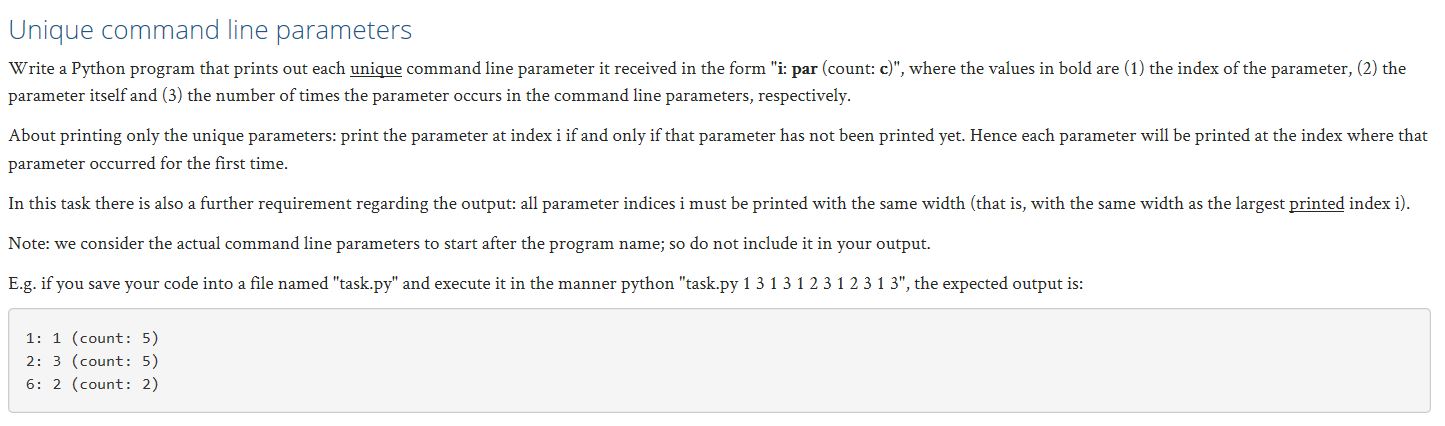 Unique command line parameters
Write a Python program that prints out each unique command line parameter it received in the form "i: par (count: c)", where the values in bold are (1) the index of the parameter, (2) the
parameter itself and (3) the number of times the parameter occurs in the command line parameters, respectively.
About printing only the unique parameters: print the parameter at index i if and only if that parameter has not been printed yet. Hence each parameter will be printed at the index where that
parameter occurred for the first time.
In this task there is also a further requirement regarding the output: all parameter indices i must be printed with the same width (that is, with the same width as the largest printed index i).
Note: we consider the actual command line parameters to start after the program name; so do not include it in your output.
E.g. if you save your code into a file named "task.py" and execute it in the manner python "task.py 1 3 1 3 1 2 3 1 2 3 1 3", the expected output is:
1: 1 (count: 5)
2: 3 (count: 5)
6: 2 (count: 2)